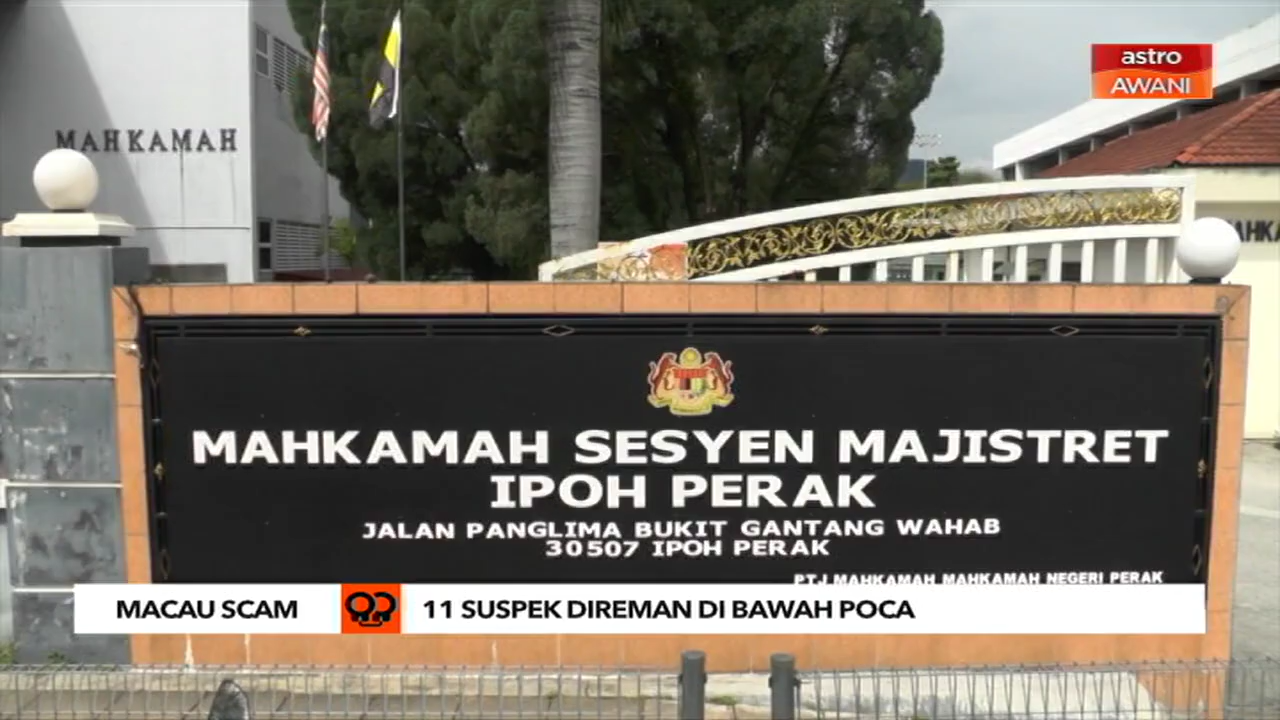 astro
AWANI
MAHKAMAH
MAHKAMAH SESYEN MAJISTRET
IPOH PERAK
JALAN PANGLIMA BUKIT GANTANG WAHAB
30507 IPOH PERAK
PTJ MAHKAMAH MAHKAMAH NEGERI PERAK
MACAU SCAM
11 SUSPEK DIREMAN DI BAWAH POCA